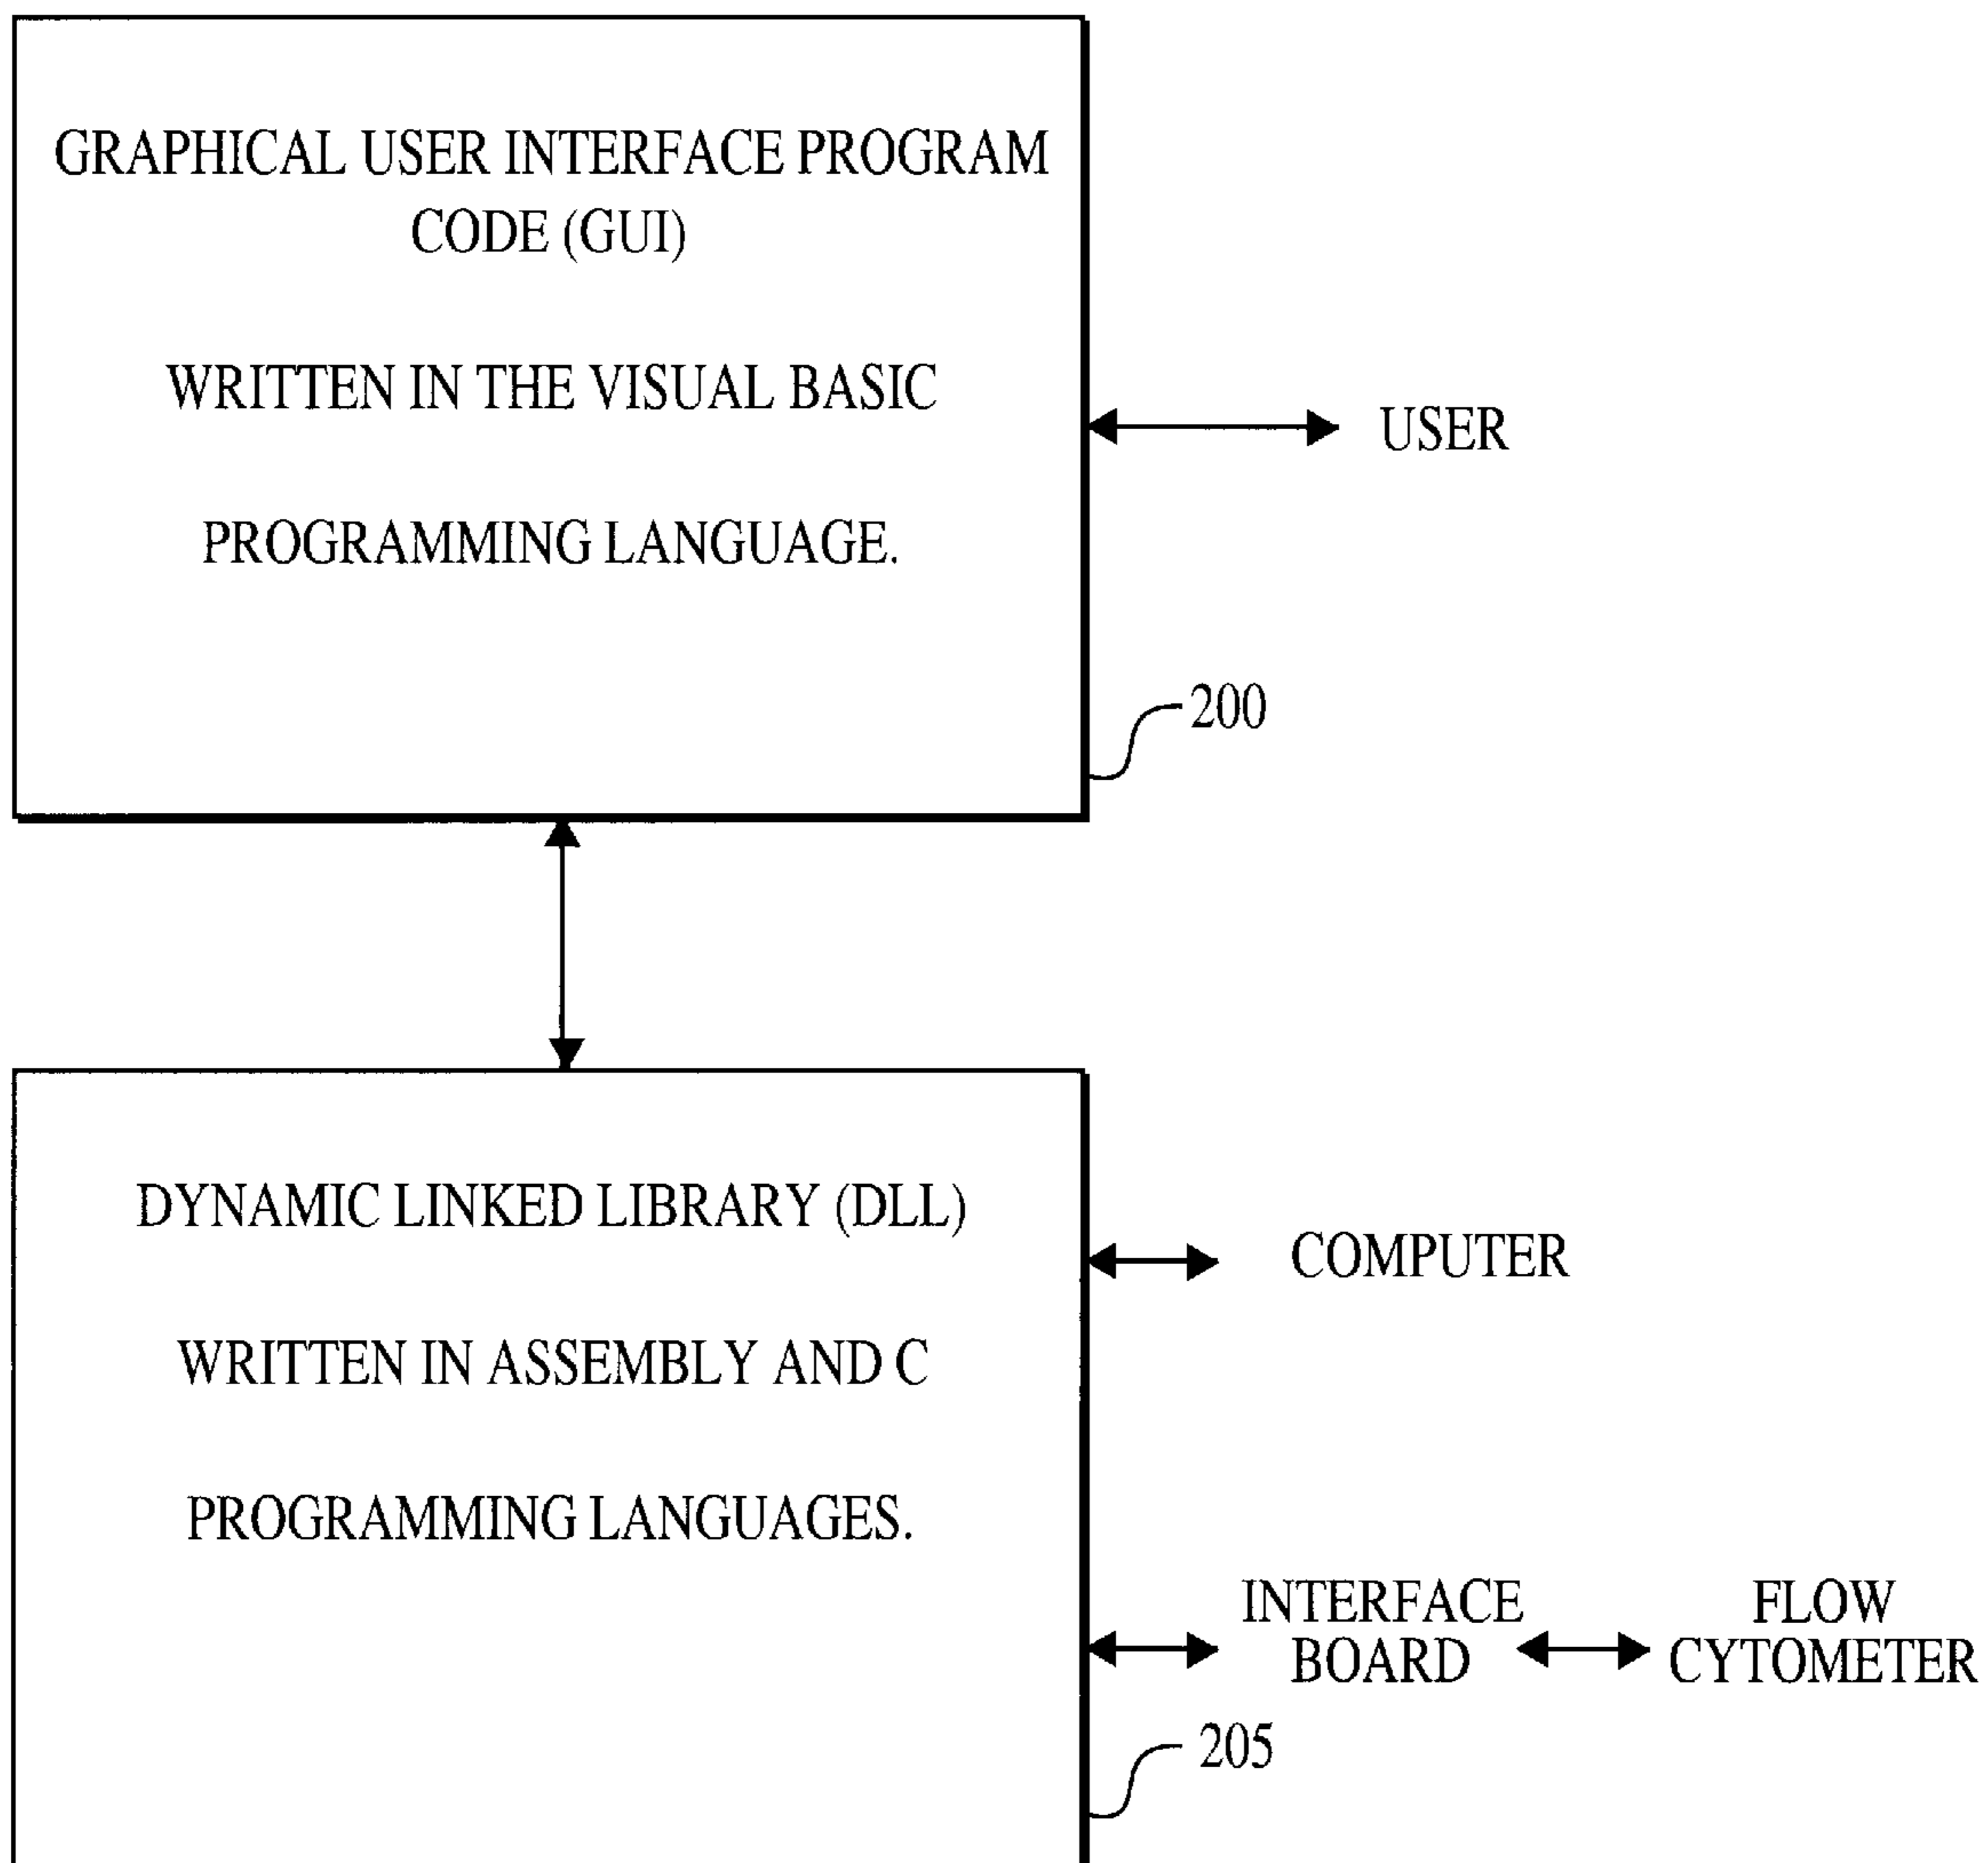 GRAPHICAL USER INTERFACE PROGRAM
CODE (GUI)
WRITTEN IN THE VISUAL BASIC
PROGRAMMING LANGUAGE.
USER
200
DYNAMIC LINKED LIBRARY (DLL)
WRITTEN IN ASSEMBLY AND C
PROGRAMMING LANGUAGES.
COMPUTER
INTERFACE
BOARD
FLOW
CYTOMETER
205